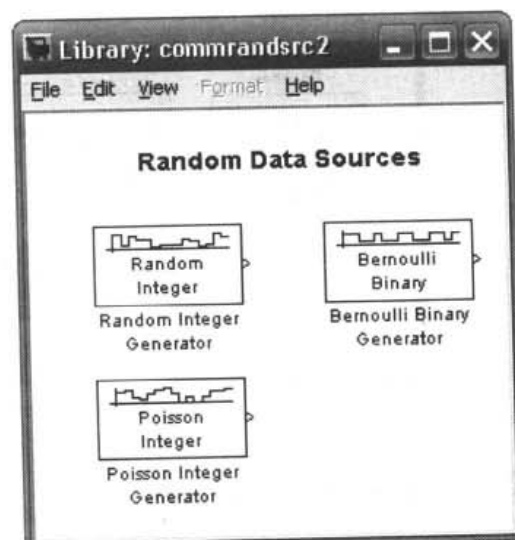 Library: commrandsrc2
File Edit View Format Help
Random Data Sources
Random
Integer
Random Integer
Generator
Bernoulli
Binary
Bernoulli Binary
Generator
Poisson
Integer
Poisson Integer
Generator